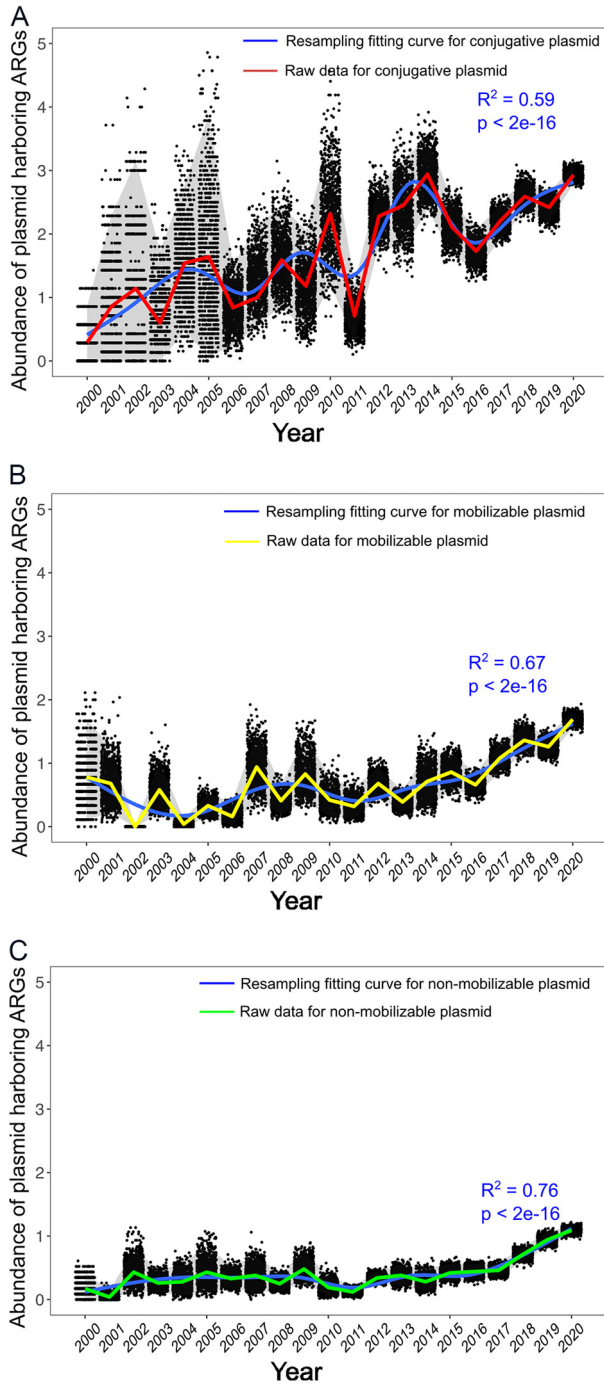 A
Abundance of plasmid harboring ARGs
5
4
3
2
1
0
Resampling fitting curve for conjugative plasmid
Raw data for conjugative plasmid
R² = 0.59
p < 2e-16
2000 2001 2002 2003 2004 2005 2006 2007 2008 2009 2010 2011 2012 2013 2014 2015 2016 2017 2018 2019 2020
Year
B
Abundance of plasmid harboring ARGs
5
4
3
2
1
0
Resampling fitting curve for mobilizable plasmid
Raw data for mobilizable plasmid
R² = 0.67
p < 2e-16
2000 2001 2002 2003 2004 2005 2006 2007 2008 2009 2010 2011 2012 2013 2014 2015 2016 2017 2018 2019 2020
Year
C
Abundance of plasmid harboring ARGs
5
4
3
2
1
0
Resampling fitting curve for non-mobilizable plasmid
Raw data for non-mobilizable plasmid
R² = 0.76
p < 2e-16
2000 2001 2002 2003 2004 2005 2006 2007 2008 2009 2010 2011 2012 2013 2014 2015 2016 2017 2018 2019 2020
Year